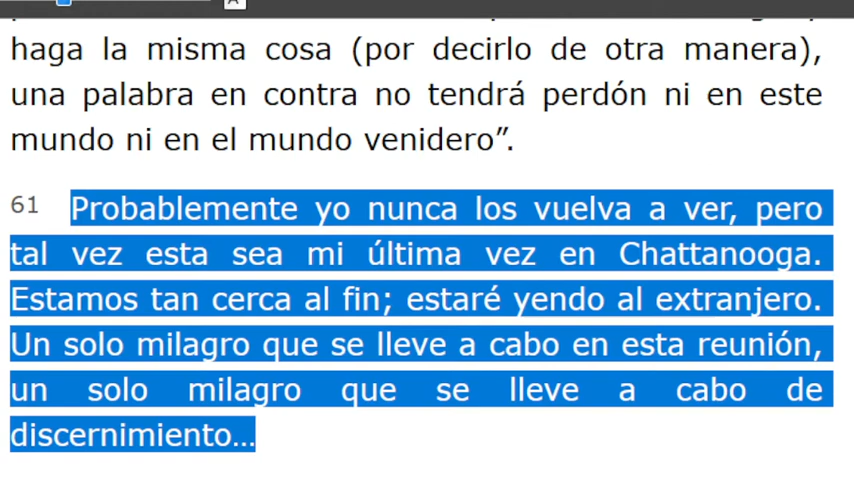 haga la misma cosa (por decirlo de otra manera),
una palabra en contra no tendrá perdón ni en este
mundo ni en el mundo venidero”.
61 Probablemente yo nunca los vuelva a ver, pero
tal vez esta sea mi última vez en Chattanooga.
Estamos tan cerca al fin; estaré yendo al extranjero.
Un solo milagro que se lleve a cabo en esta reunión,
un solo milagro que se lleve a cabo de
discernimiento...